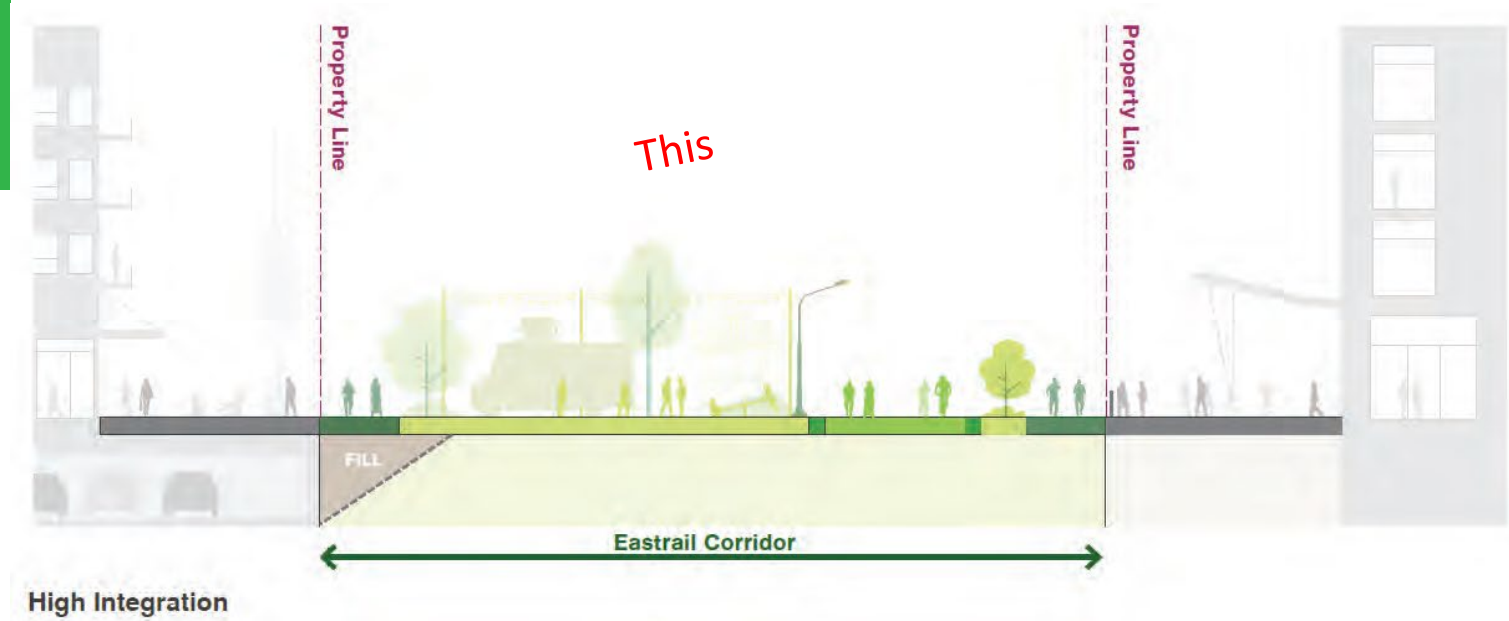 Property Line
Property Line
This
FILL
Eastrail Corridor
High Integration